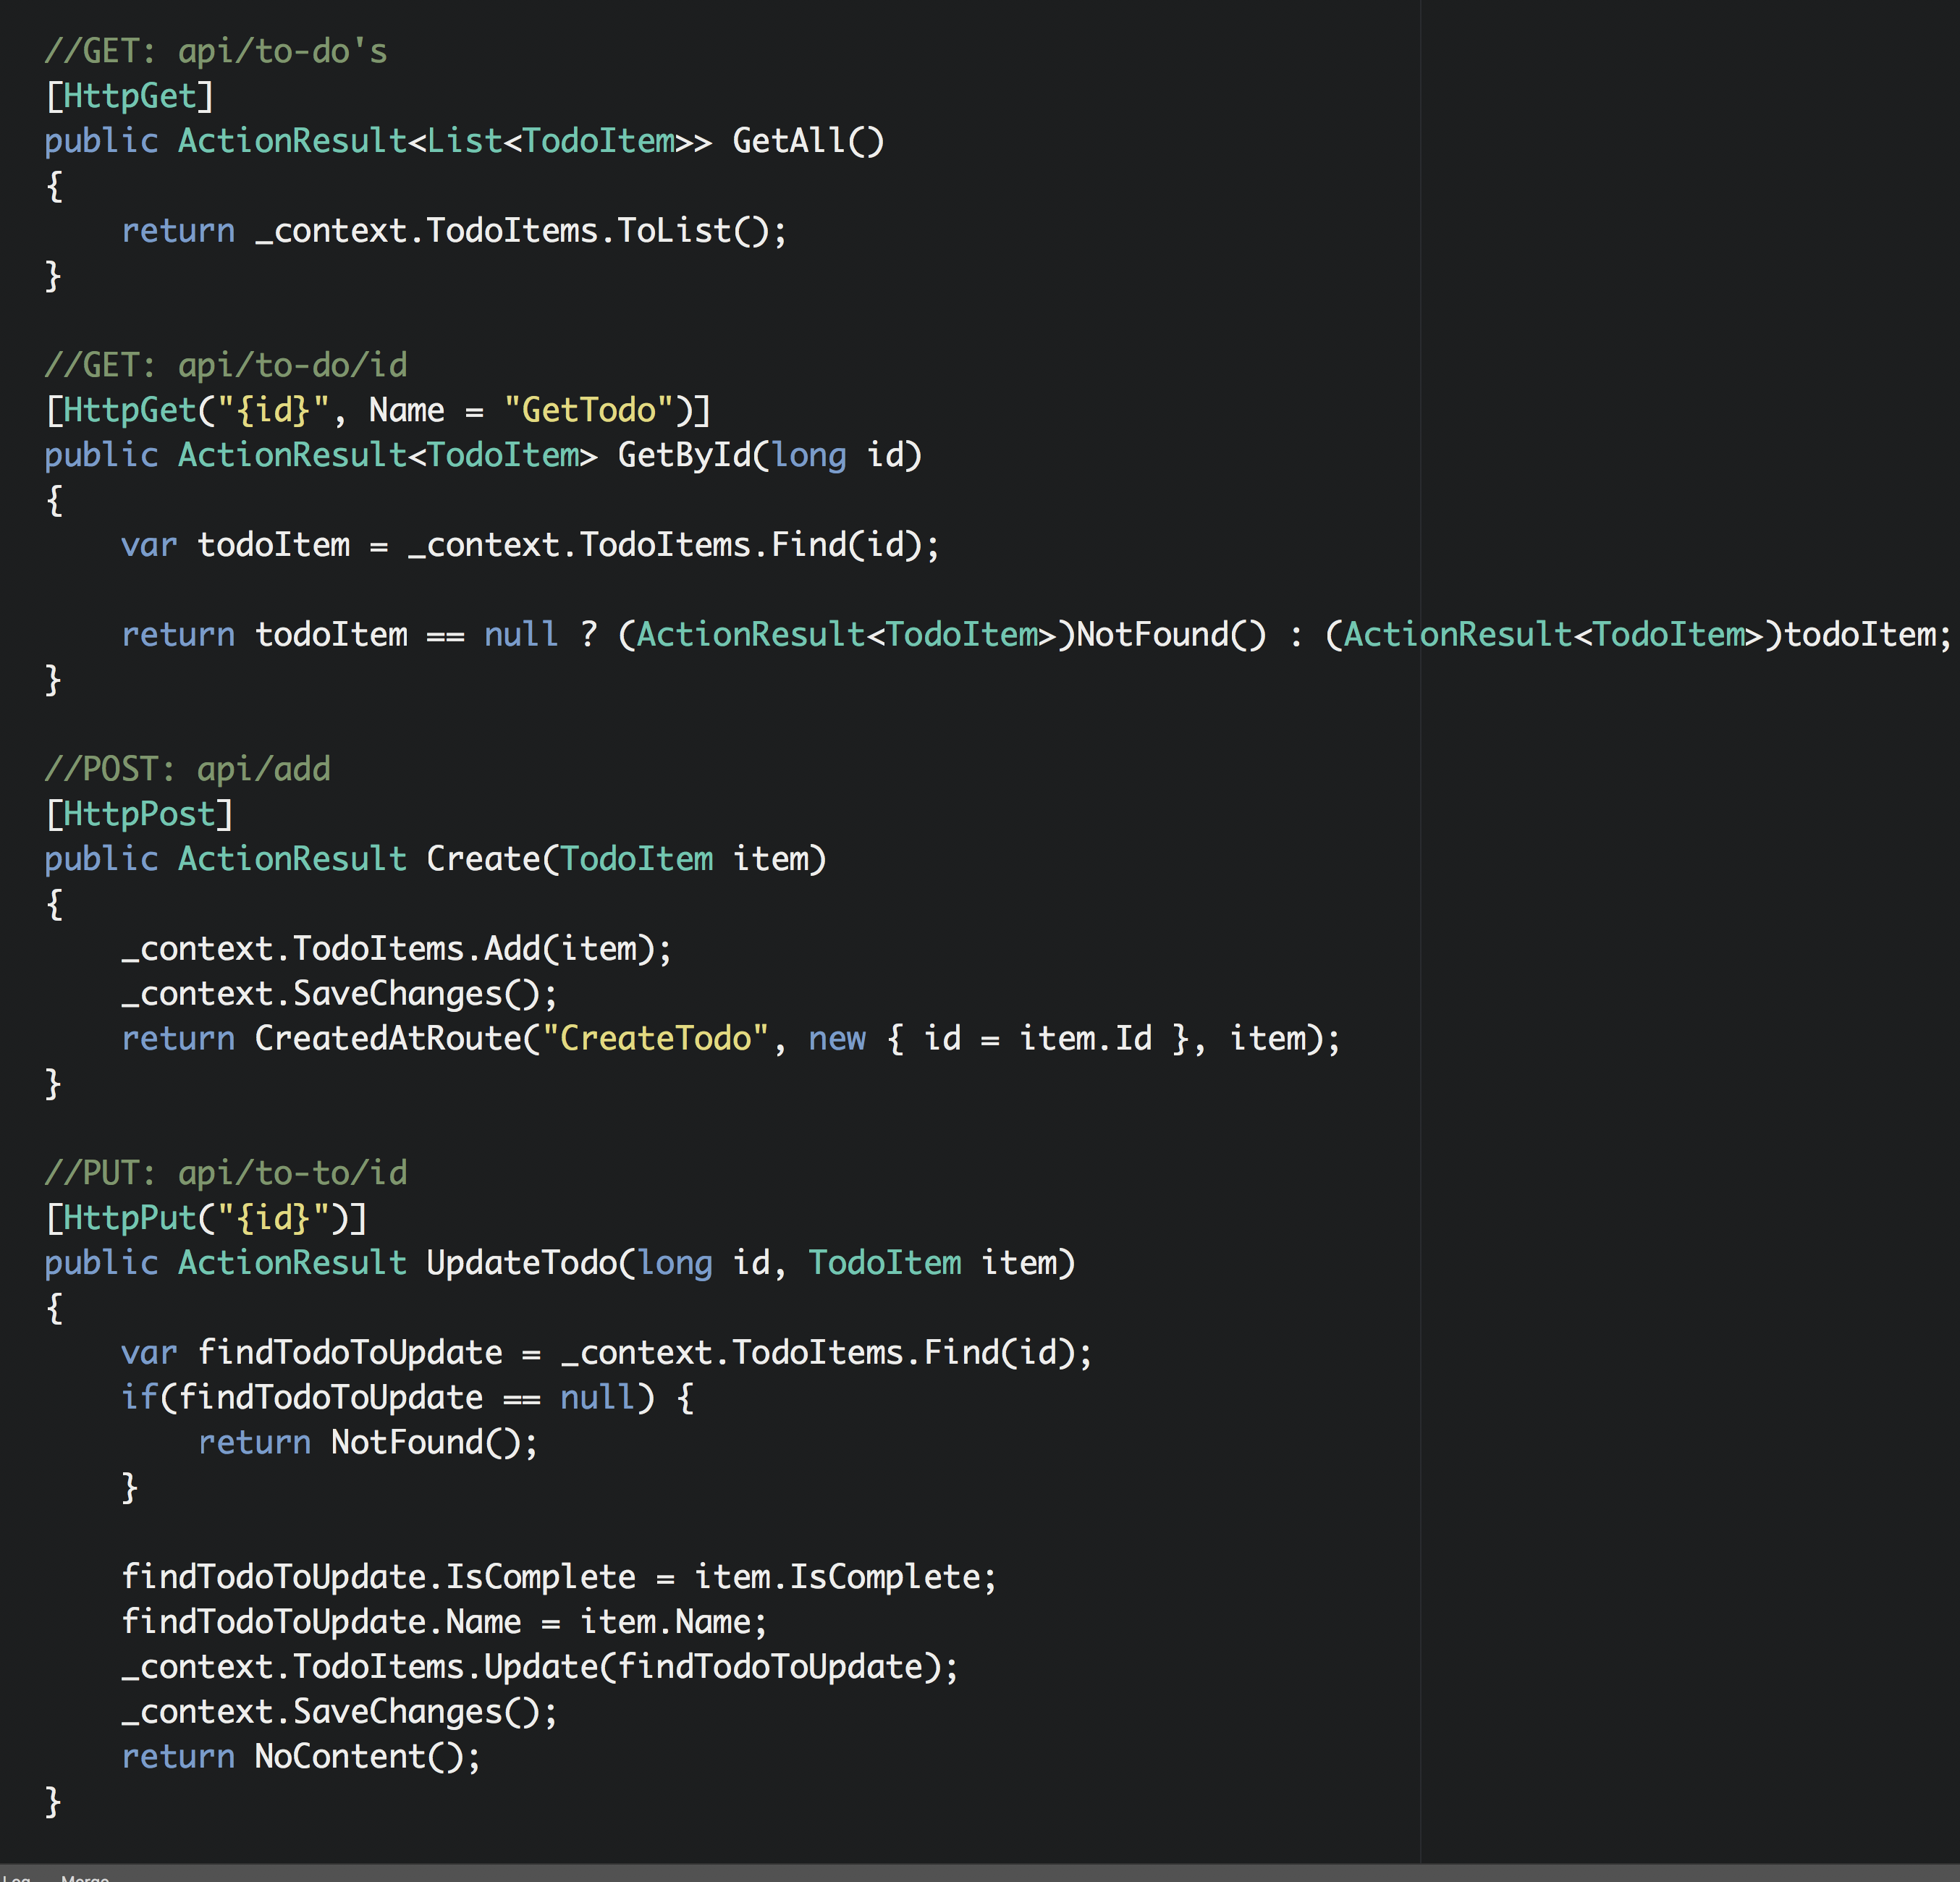 //GET: api/to-do's
[HttpGet]
public ActionResult<List<TodoItem>> GetAll()
{
    return _context.TodoItems.ToList();
}
//GET: api/to-do/id
[HttpGet("{id}", Name = "GetTodo")]
public ActionResult<TodoItem> GetById(long id)
{
    var todoItem = _context.TodoItems.Find(id);
    return todoItem == null ? (ActionResult<TodoItem>)NotFound() : (ActionResult<TodoItem>)todoItem;
}
//POST: api/add
[HttpPost]
public ActionResult Create(TodoItem item)
{
    _context.TodoItems.Add(item);
    _context.SaveChanges();
    return CreatedAtRoute("CreateTodo", new { id = item.Id }, item);
}
//PUT: api/to-to/id
[HttpPut("{id}")]
public ActionResult UpdateTodo(long id, TodoItem item)
{
    var findTodoToUpdate = _context.TodoItems.Find(id);
    if(findTodoToUpdate == null) {
        return NotFound();
    }
    findTodoToUpdate.IsComplete = item.IsComplete;
    findTodoToUpdate.Name = item.Name;
    _context.TodoItems.Update(findTodoToUpdate);
    _context.SaveChanges();
    return NoContent();
}
Log Merge